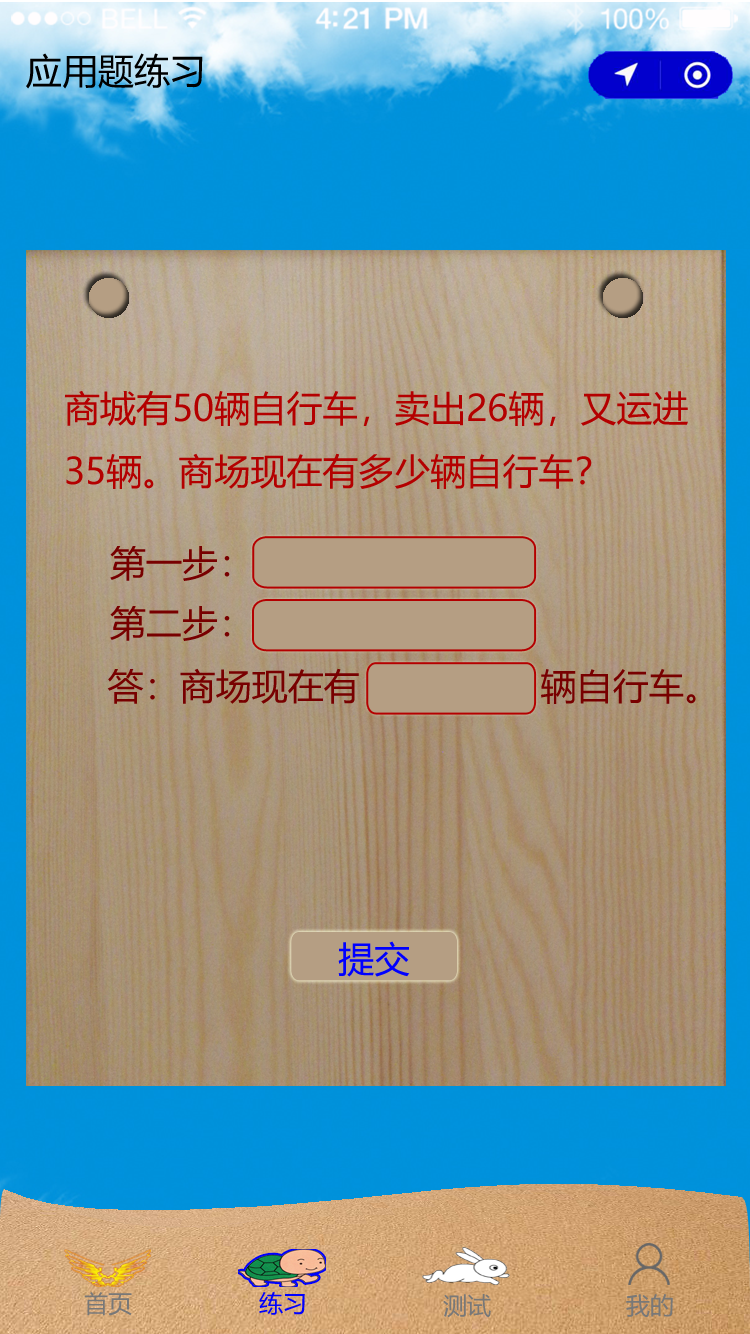 BELL 4:21 PM 100%
应用题练习
商城有50辆自行车，卖出26辆，又运进
35辆。商场现在有多少辆自行车？
第一步：
第二步：
答：商场现在有 辆自行车。
提交
首页 练习 测试 我的